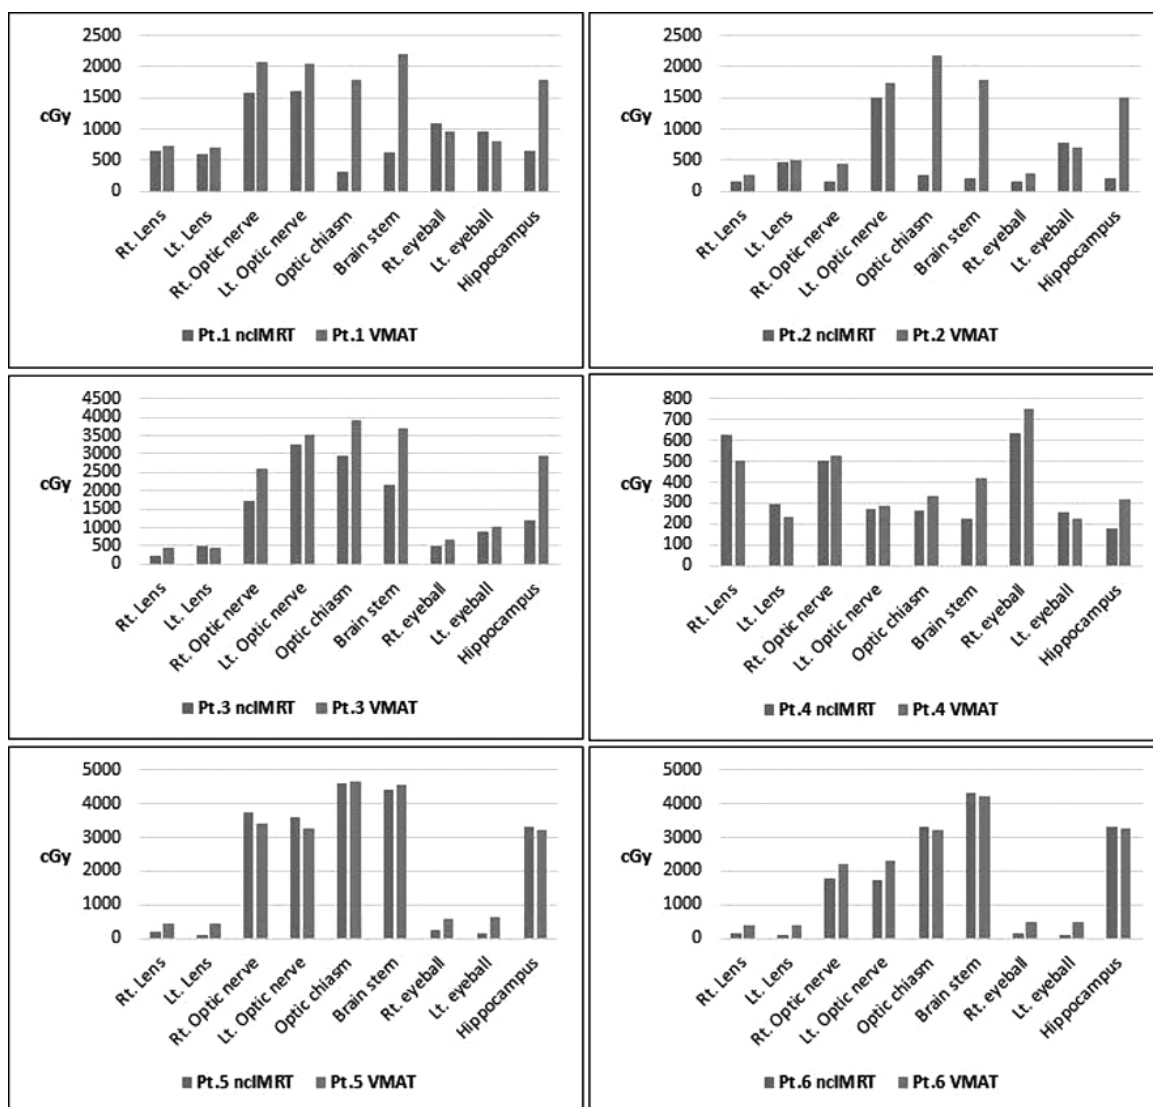 2500
2000
1500
cGy
1000
500
0
Rt. Lens
Lt. Lens
Rt. Optic nerve
Lt. Optic nerve
Optic chiasm
Brain stem
Rt. eyeball
Lt. eyeball
Hippocampus
Pt.1 ncIMRT Pt.1 VMAT
2500
2000
1500
cGy
1000
500
0
Rt. Lens
Lt. Lens
Rt. Optic nerve
Lt. Optic nerve
Optic chiasm
Brain stem
Rt. eyeball
Lt. eyeball
Hippocampus
Pt.2 ncIMRT Pt.2 VMAT
4500
4000
3500
3000
2500
cGy
2000
1500
1000
500
0
Rt. Lens
Lt. Lens
Rt. Optic nerve
Lt. Optic nerve
Optic chiasm
Brain stem
Rt. eyeball
Lt. eyeball
Hippocampus
Pt.3 ncIMRT Pt.3 VMAT
800
700
600
500
cGy
400
300
200
100
0
Rt. Lens
Lt. Lens
Rt. Optic nerve
Lt. Optic nerve
Optic chiasm
Brain stem
Rt. eyeball
Lt. eyeball
Hippocampus
Pt.4 ncIMRT Pt.4 VMAT
5000
4000
3000
cGy
2000
1000
0
Rt. Lens
Lt. Lens
Rt. Optic nerve
Lt. Optic nerve
Optic chiasm
Brain stem
Rt. eyeball
Lt. eyeball
Hippocampus
Pt.5 ncIMRT Pt.5 VMAT
5000
4000
3000
cGy
2000
1000
0
Rt. Lens
Lt. Lens
Rt. Optic nerve
Lt. Optic nerve
Optic chiasm
Brain stem
Rt. eyeball
Lt. eyeball
Hippocampus
Pt.6 ncIMRT Pt.6 VMAT